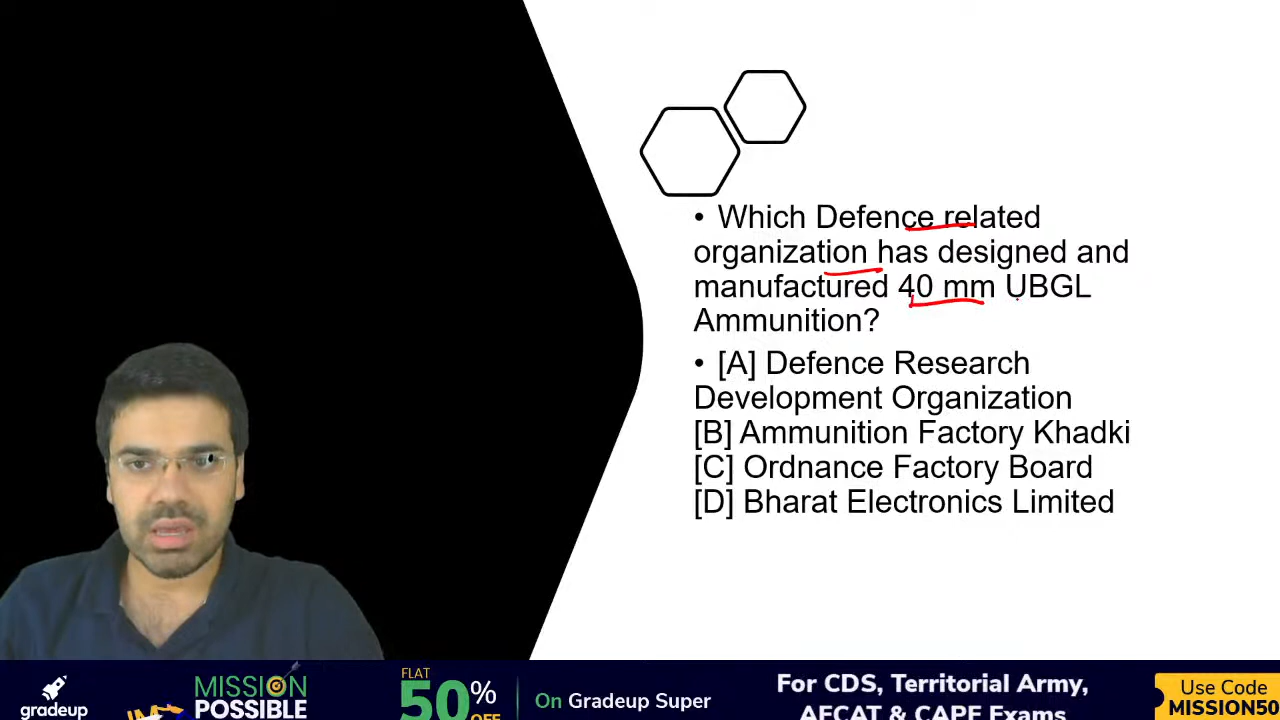 • Which Defence related
organization has designed and
manufactured 40 mm UBGL
Ammunition?
• [A] Defence Research
Development Organization
[B] Ammunition Factory Khadki
[C] Ordnance Factory Board
[D] Bharat Electronics Limited
gradeup
MISSION
POSSIBLE
FLAT
50%
OFF
On Gradeup Super
For CDS, Territorial Army,
AFCAT & CAPF Exams
Use Code
MISSION50